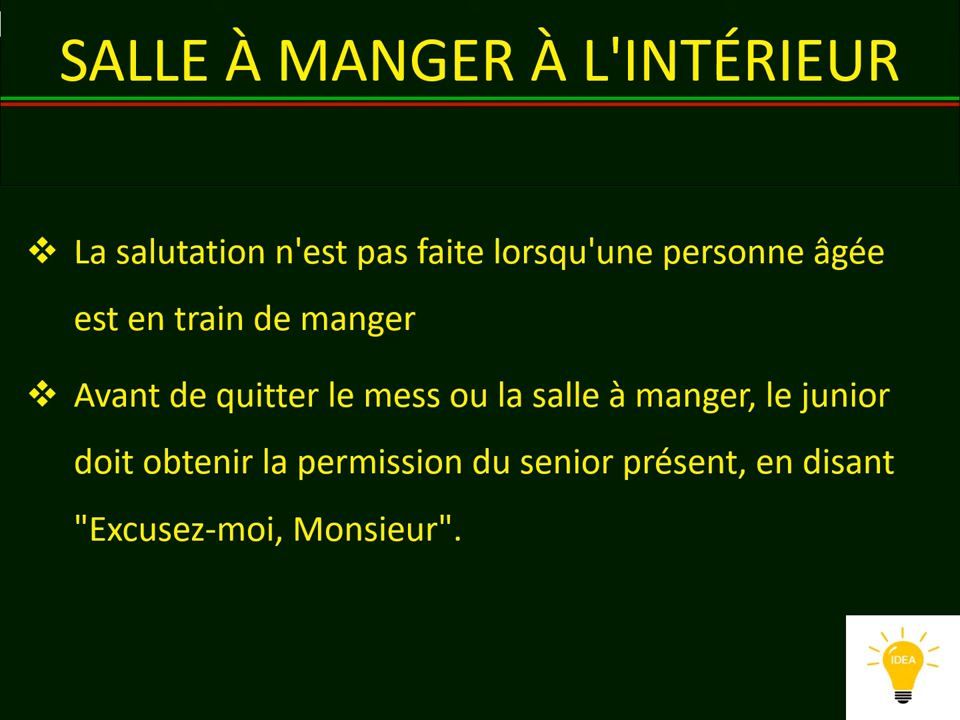 SALLE À MANGER À L'INTÉRIEUR
❖ La salutation n'est pas faite lorsqu'une personne âgée
est en train de manger
❖ Avant de quitter le mess ou la salle à manger, le junior
doit obtenir la permission du senior présent, en disant
"Excusez-moi, Monsieur".
IDEA